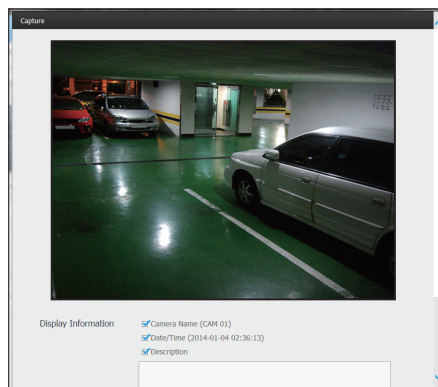 Capture
Display Information
Camera Name (CAM 01)
Date/Time (2014-01-04 02:36:13)
Description